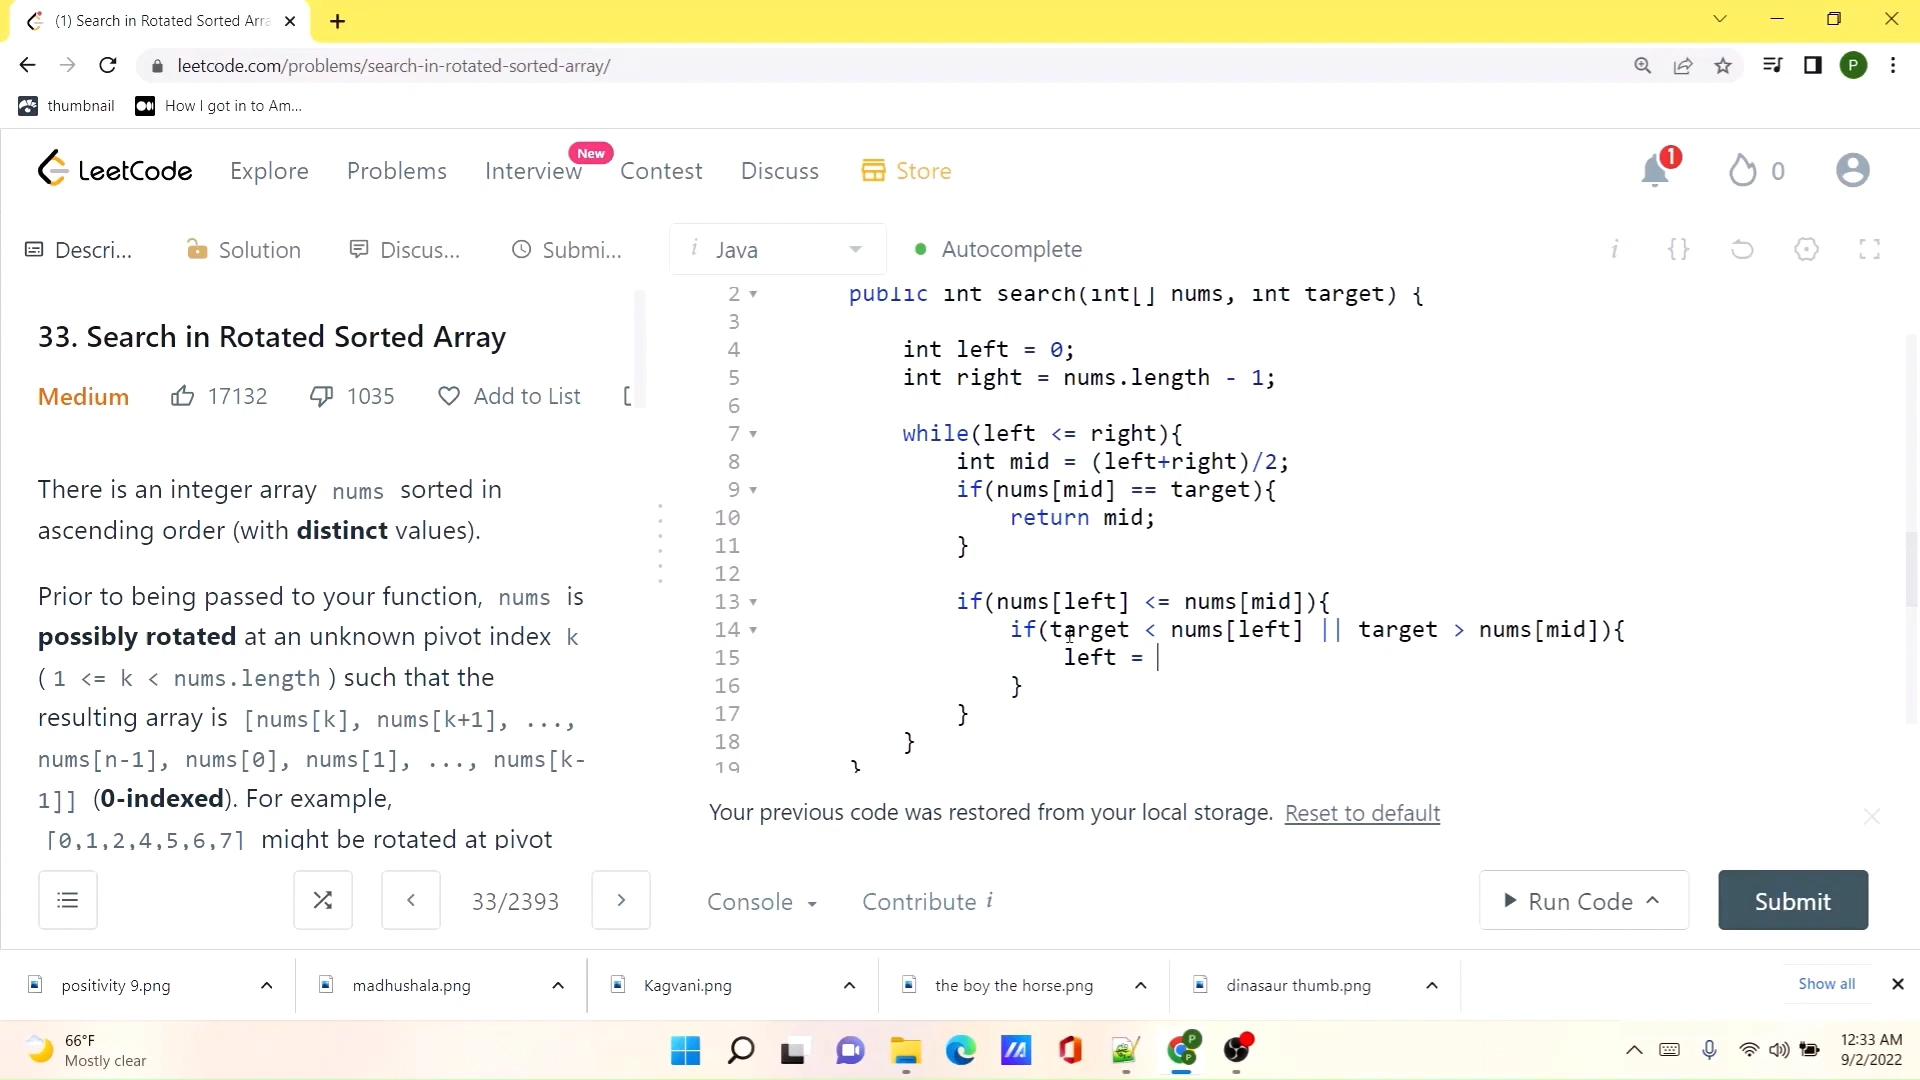 (1) Search in Rotated Sorted Arra
leetcode.com/problems/search-in-rotated-sorted-array/
P
thumbnail How I got in to Am...
LeetCode Explore Problems Interview New Contest Discuss Store 1 0
Descri... Solution Discus... Submi... i Java Autocomplete i {}
33. Search in Rotated Sorted Array
Medium 17132 1035 Add to List
There is an integer array nums sorted in
ascending order (with distinct values).
Prior to being passed to your function, nums is
possibly rotated at an unknown pivot index k
(1 <= k < nums.length) such that the
resulting array is [nums[k], nums[k+1], ...,
nums[n-1], nums[0], nums[1], ..., nums[k-
1]] (0-indexed). For example,
[0,1,2,4,5,6,7] might be rotated at pivot
2 public int search(int[] nums, int target) {
3
4 int left = 0;
5 int right = nums.length - 1;
6
7 while(left <= right){
8 int mid = (left+right)/2;
9 if(nums[mid] == target){
10 return mid;
11 }
12
13 if(nums[left] <= nums[mid]){
14 if(target < nums[left] || target > nums[mid]){
15 left =
16 }
17 }
18 }
19 }
Your previous code was restored from your local storage. Reset to default
33/2393 Console Contribute i Run Code Submit
positivity 9.png madhushala.png Kagvani.png the boy the horse.png dinasaur thumb.png Show all
66°F
Mostly clear
12:33 AM
9/2/2022